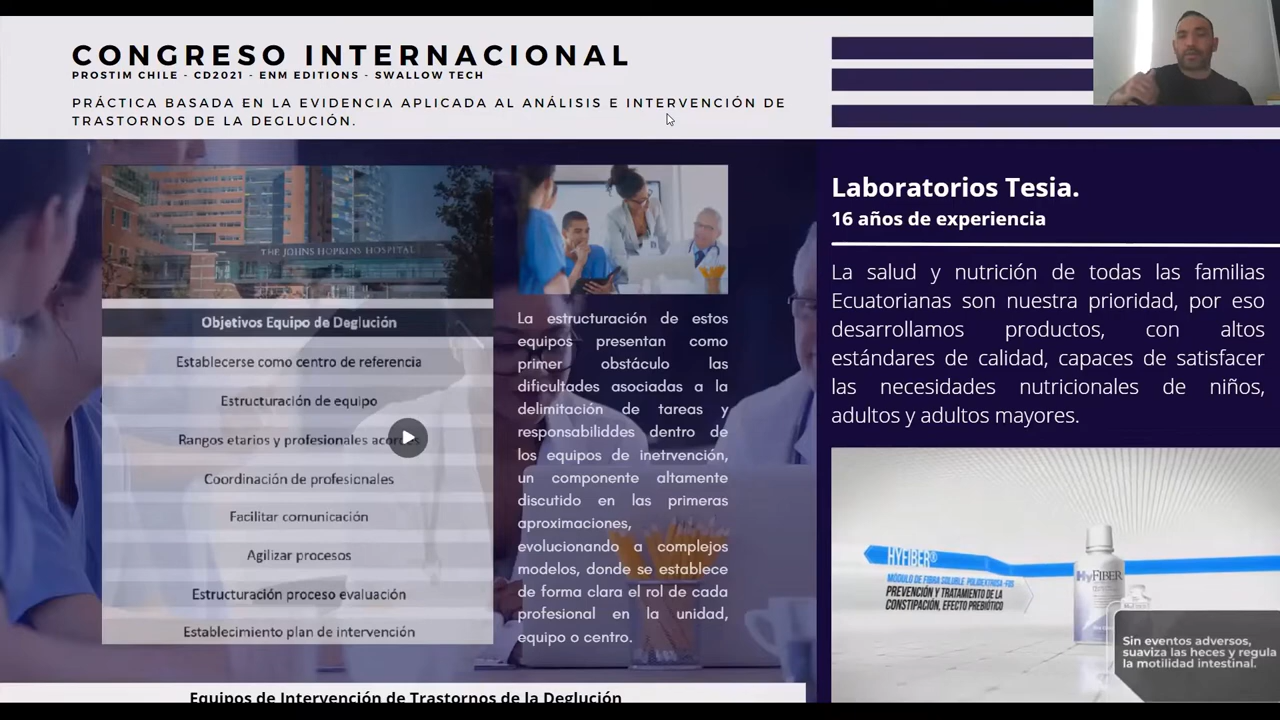 CONGRESO INTERNACIONAL
PROSTIM CHILE - CD2021 - ENM EDITIONS - SWALLOW TECH
PRÁCTICA BASADA EN LA EVIDENCIA APLICADA AL ANÁLISIS E INTERVENCIÓN DE
TRASTORNOS DE LA DEGLUCIÓN.
THE JOHNS HOPKINS HOSPITAL
Objetivos Equipo de Deglución
Establecerse como centro de referencia
Estructuración de equipo
Rangos etarios y profesionales acordes
Coordinación de profesionales
Facilitar comunicación
Agilizar procesos
Estructuración proceso evaluación
Establecimiento plan de intervención
La estructuración de estos
equipos presentan como
primer obstáculo las
dificultades asociadas a la
delimitación de tareas y
responsabiliddes dentro de
los equipos de inetrvención,
un componente altamente
discutido en las primeras
aproximaciones,
evolucionando a complejos
modelos, donde se establece
de forma clara el rol de cada
profesional en la unidad,
equipo o centro.
Equipos de Intervención de Trastornos de la Deglución
Laboratorios Tesia.
16 años de experiencia
La salud y nutrición de todas las familias
Ecuatorianas son nuestra prioridad, por eso
desarrollamos productos, con altos
estándares de calidad, capaces de satisfacer
las necesidades nutricionales de niños,
adultos y adultos mayores.
HYFIBER®
MÓDULO DE FIBRA SOLUBLE POLIDEXTROSA-FOS
PREVENCIÓN Y TRATAMIENTO DE LA
CONSTIPACIÓN, EFECTO PREBIÓTICO
HyFIBER
Sin eventos adversos,
suaviza las heces y regula
la motilidad intestinal.